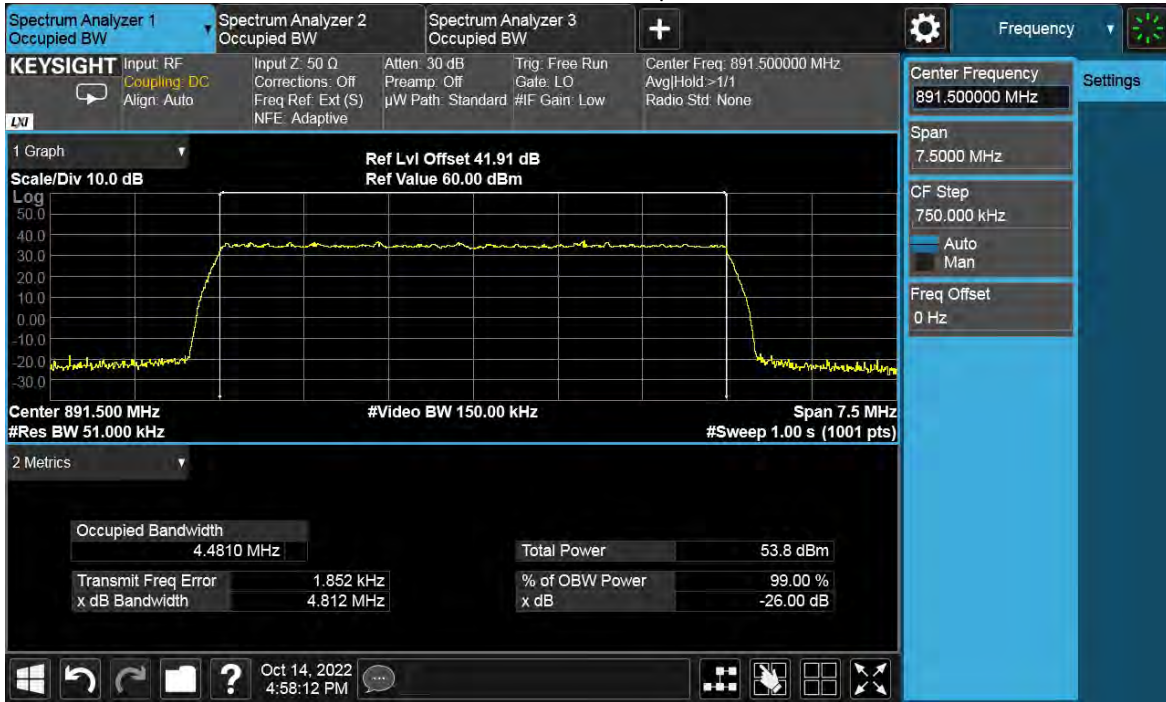 Spectrum Analyzer 1
Occupied BW
Spectrum Analyzer 2
Occupied BW
Spectrum Analyzer 3
Occupied BW
+
Frequency
KEYSIGHT
LXI
Input: RF
Coupling: DC
Align: Auto
Input Z: 50 Ω
Corrections: Off
Freq Ref: Ext (S)
NFE: Adaptive
Atten: 30 dB
Preamp: Off
µW Path: Standard
Trig: Free Run
Gate: LO
#IF Gain: Low
Center Freq: 891.500000 MHz
Avg|Hold:>1/1
Radio Std: None
Center Frequency
891.500000 MHz
Settings
Span
7.5000 MHz
CF Step
750.000 kHz
Auto
Man
Freq Offset
0 Hz
1 Graph
Scale/Div 10.0 dB
Ref Lvl Offset 41.91 dB
Ref Value 60.00 dBm
Log
50.0
40.0
30.0
20.0
10.0
0.00
-10.0
-20.0
-30.0
Center 891.500 MHz
#Video BW 150.00 kHz
Span 7.5 MHz
#Res BW 51.000 kHz
#Sweep 1.00 s (1001 pts)
2 Metrics
Occupied Bandwidth
4.4810 MHz
Total Power 53.8 dBm
Transmit Freq Error 1.852 kHz
% of OBW Power 99.00 %
x dB Bandwidth 4.812 MHz
x dB -26.00 dB
?
Oct 14, 2022
4:58:12 PM